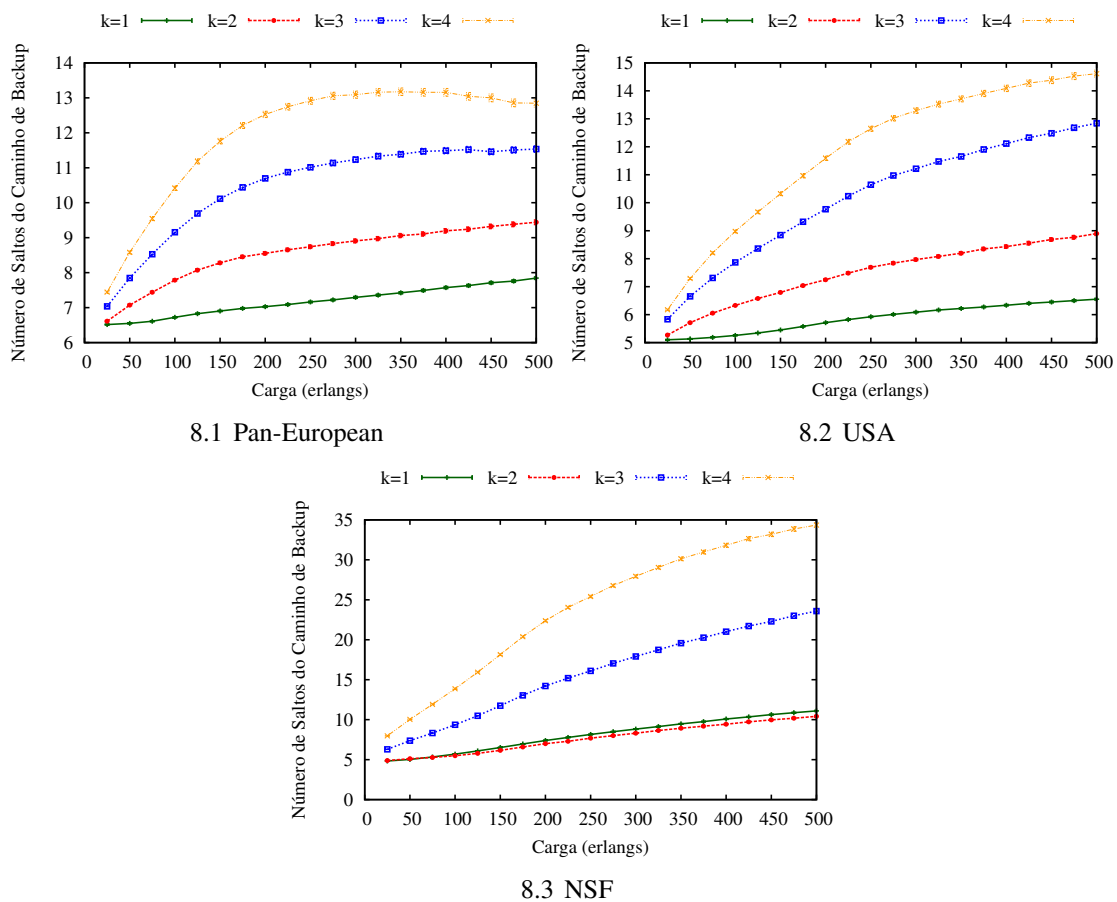 k=1 k=2 k=3 k=4
Número de Saltos do Caminho de Backup
14
13
12
11
10
9
8
7
6
0 50 100 150 200 250 300 350 400 450 500
Carga (erlangs)
8.1 Pan-European
k=1 k=2 k=3 k=4
Número de Saltos do Caminho de Backup
15
14
13
12
11
10
9
8
7
6
5
0 50 100 150 200 250 300 350 400 450 500
Carga (erlangs)
8.2 USA
k=1 k=2 k=3 k=4
Número de Saltos do Caminho de Backup
35
30
25
20
15
10
5
0
0 50 100 150 200 250 300 350 400 450 500
Carga (erlangs)
8.3 NSF